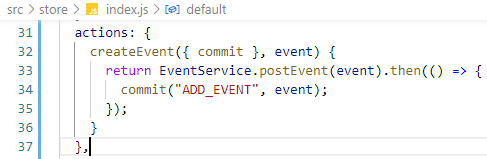 src > store > JS index.js > default
31 actions: {
32 createEvent({ commit }, event) {
33 return EventService.postEvent(event).then(() => {
34 commit("ADD_EVENT", event);
35 });
36 }
37 },